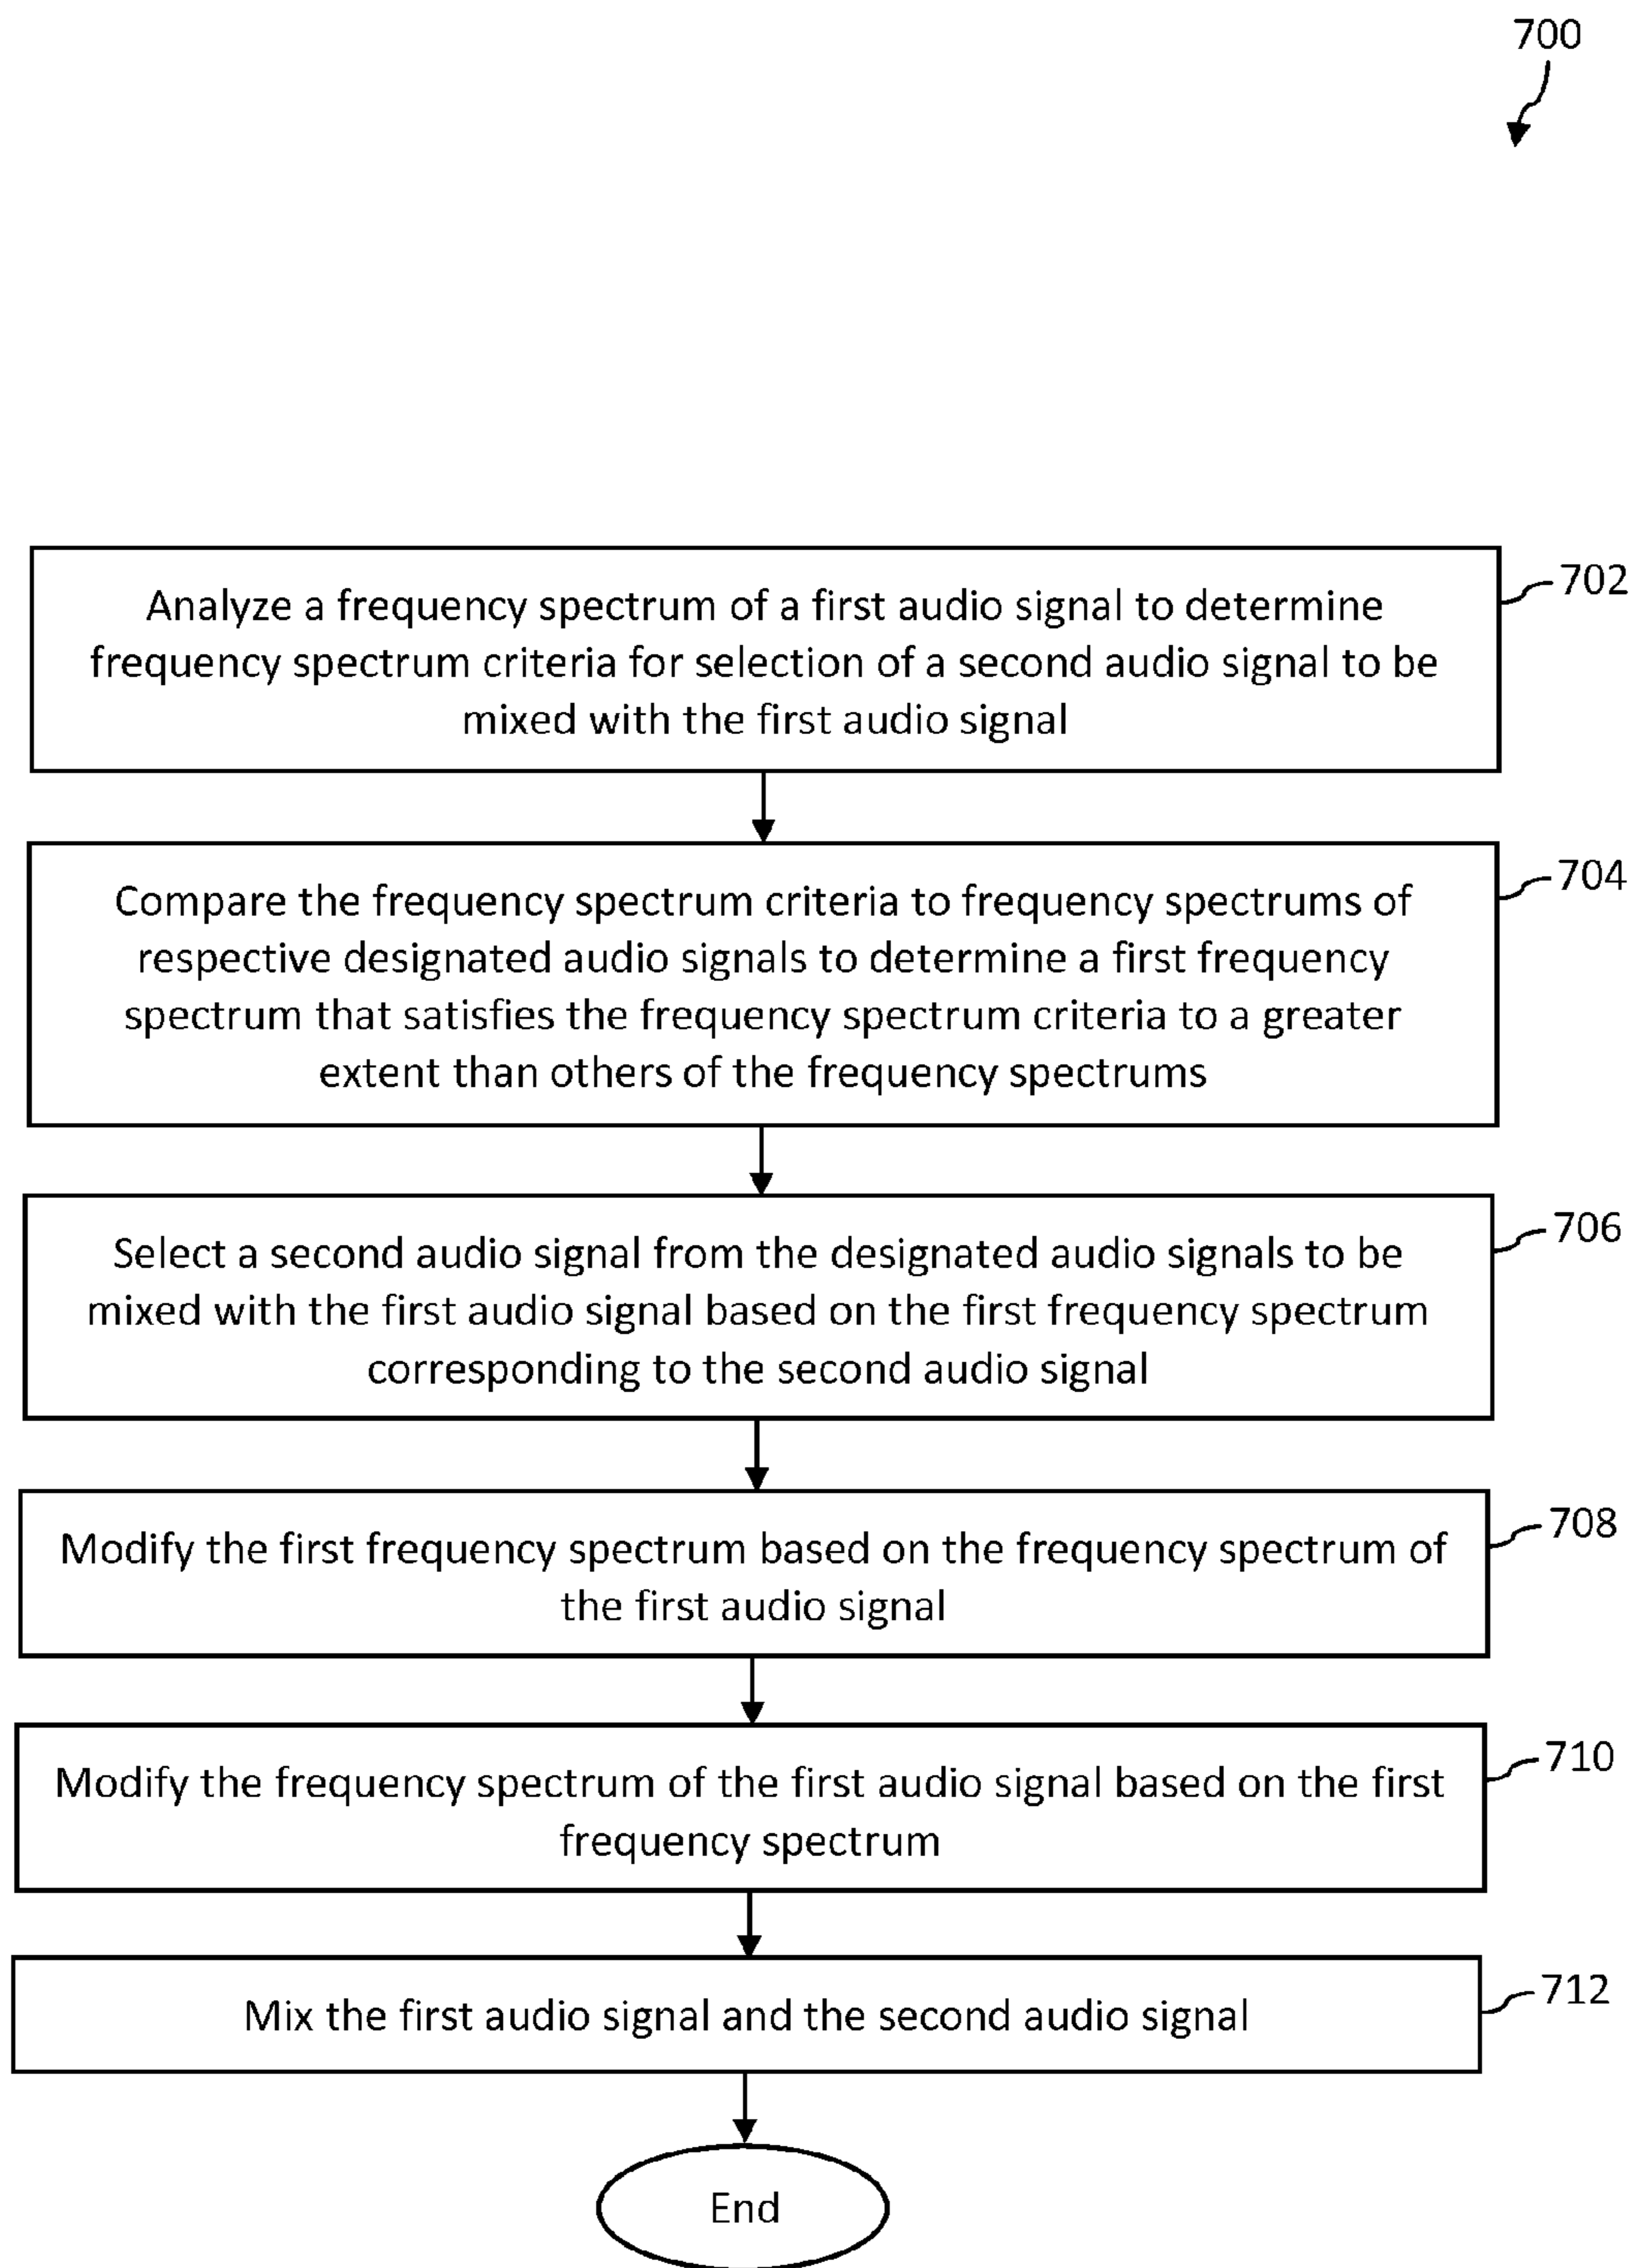 700
Analyze a frequency spectrum of a first audio signal to determine
frequency spectrum criteria for selection of a second audio signal to be
mixed with the first audio signal
702
Compare the frequency spectrum criteria to frequency spectrums of
respective designated audio signals to determine a first frequency
spectrum that satisfies the frequency spectrum criteria to a greater
extent than others of the frequency spectrums
704
Select a second audio signal from the designated audio signals to be
mixed with the first audio signal based on the first frequency spectrum
corresponding to the second audio signal
706
Modify the first frequency spectrum based on the frequency spectrum of
the first audio signal
708
Modify the frequency spectrum of the first audio signal based on the first
frequency spectrum
710
Mix the first audio signal and the second audio signal
712
End